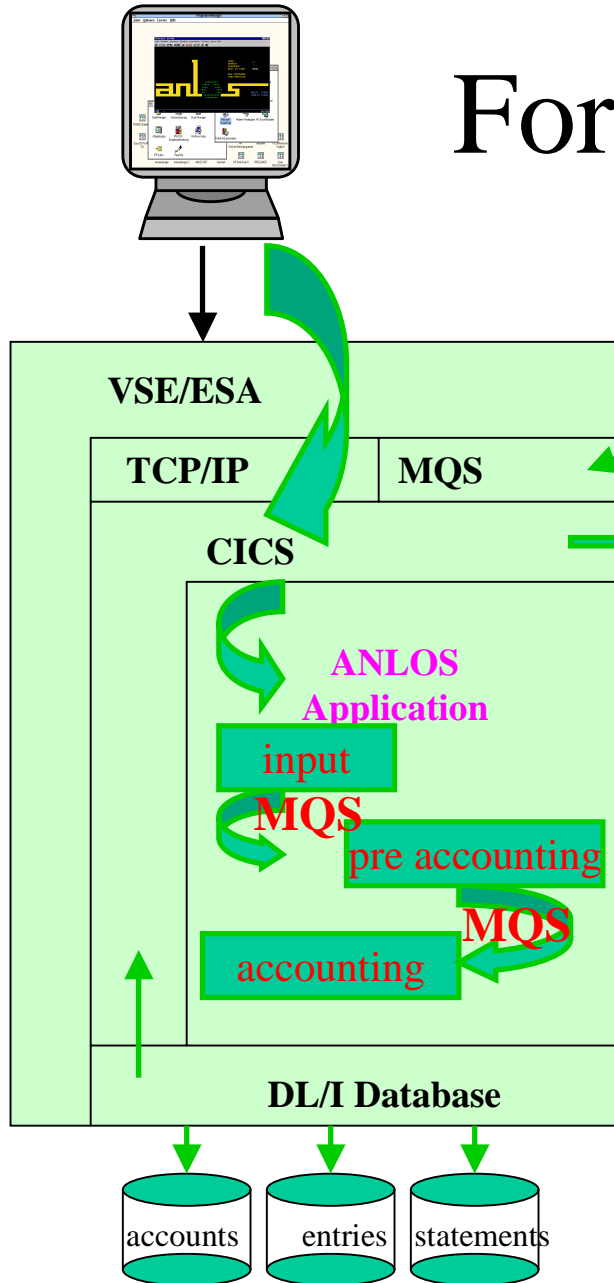 For
anlos
VSE/ESA
TCP/IP MQS
CICS
ANLOS
Application
input
MQS
pre accounting
MQS
accounting
DL/I Database
accounts entries statements